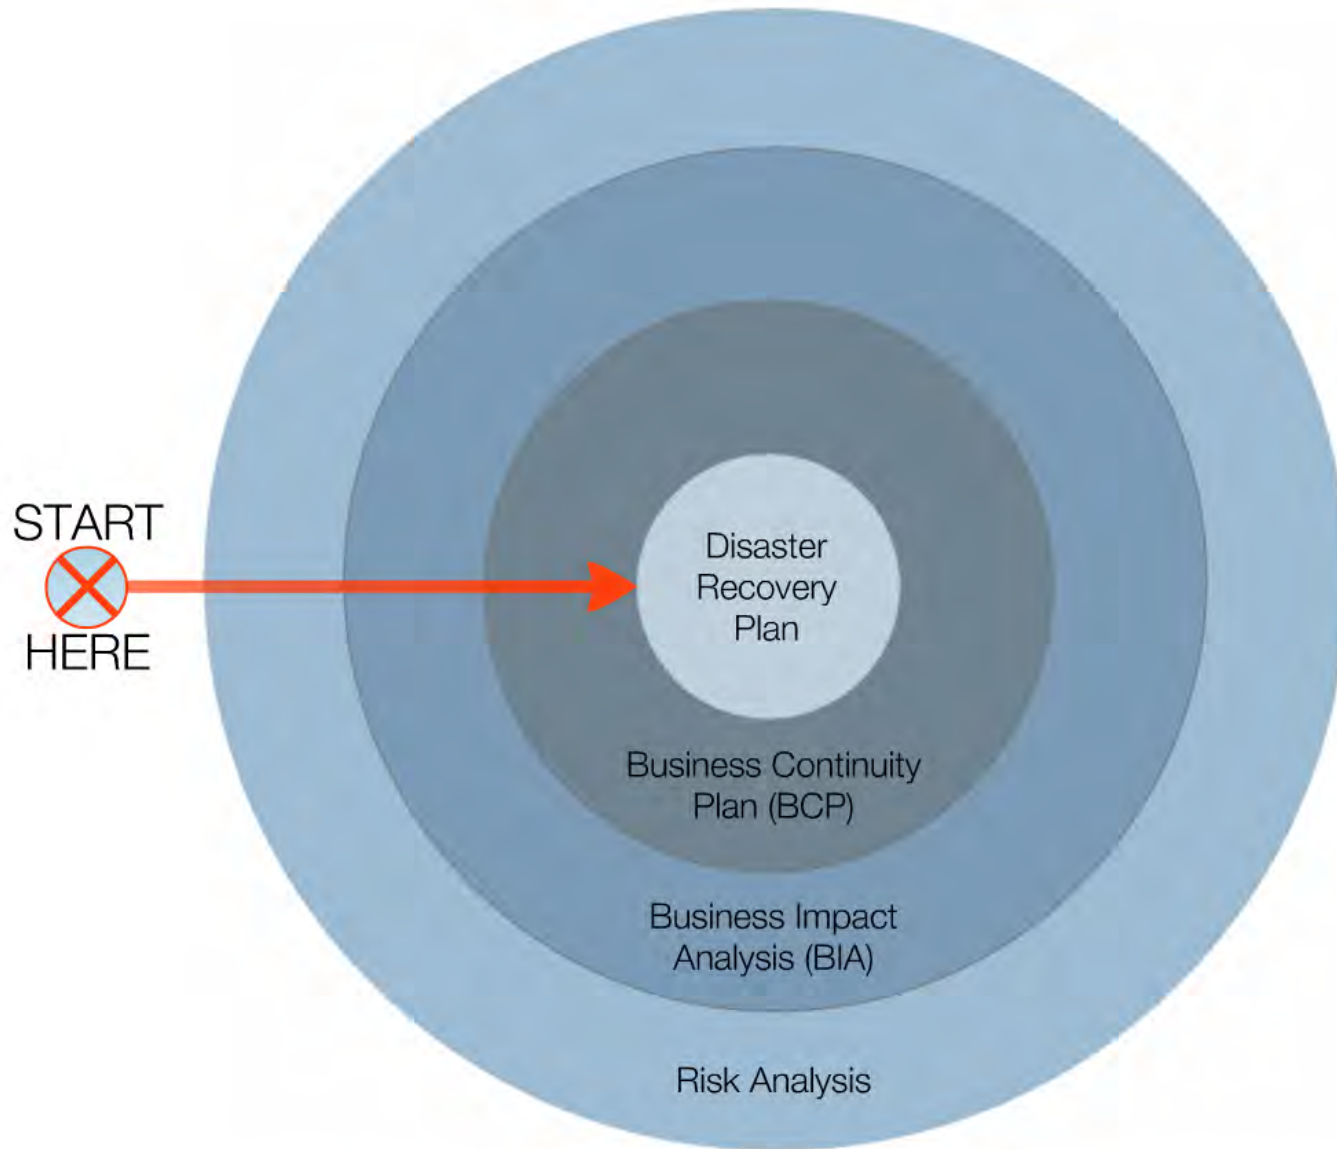 START
HERE
Disaster
Recovery
Plan
Business Continuity
Plan (BCP)
Business Impact
Analysis (BIA)
Risk Analysis